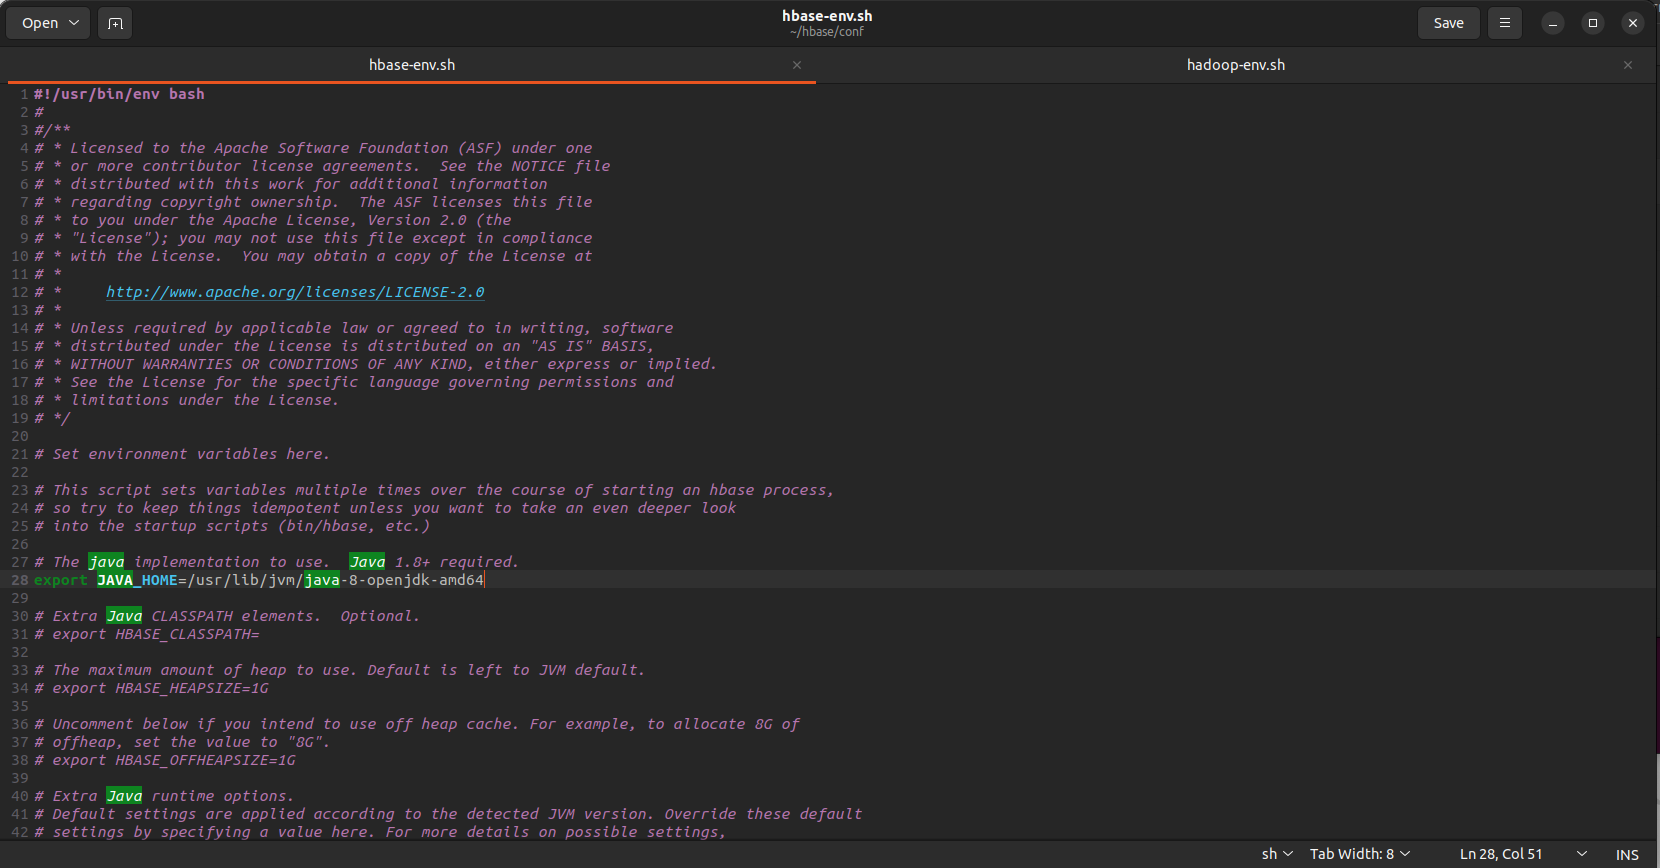 Open
hbase-env.sh
~/hbase/conf
Save
hbase-env.sh
hadoop-env.sh
1 #!/usr/bin/env bash
2 #
3 #/**
4 # * Licensed to the Apache Software Foundation (ASF) under one
5 # * or more contributor license agreements.  See the NOTICE file
6 # * distributed with this work for additional information
7 # * regarding copyright ownership.  The ASF licenses this file
8 # * to you under the Apache License, Version 2.0 (the
9 # * "License"); you may not use this file except in compliance
10 # * with the License.  You may obtain a copy of the License at
11 # *
12 # *     http://www.apache.org/licenses/LICENSE-2.0
13 # *
14 # * Unless required by applicable law or agreed to in writing, software
15 # * distributed under the License is distributed on an "AS IS" BASIS,
16 # * WITHOUT WARRANTIES OR CONDITIONS OF ANY KIND, either express or implied.
17 # * See the License for the specific language governing permissions and
18 # * limitations under the License.
19 # */
20
21 # Set environment variables here.
22
23 # This script sets variables multiple times over the course of starting an hbase process,
24 # so try to keep things idempotent unless you want to take an even deeper look
25 # into the startup scripts (bin/hbase, etc.)
26
27 # The java implementation to use.  Java 1.8+ required.
28 export JAVA_HOME=/usr/lib/jvm/java-8-openjdk-amd64
29
30 # Extra Java CLASSPATH elements.  Optional.
31 # export HBASE_CLASSPATH=
32
33 # The maximum amount of heap to use. Default is left to JVM default.
34 # export HBASE_HEAPSIZE=1G
35
36 # Uncomment below if you intend to use off heap cache. For example, to allocate 8G of
37 # offheap, set the value to "8G".
38 # export HBASE_OFFHEAPSIZE=1G
39
40 # Extra Java runtime options.
41 # Default settings are applied according to the detected JVM version. Override these default
42 # settings by specifying a value here. For more details on possible settings,
sh Tab Width: 8 Ln 28, Col 51 INS